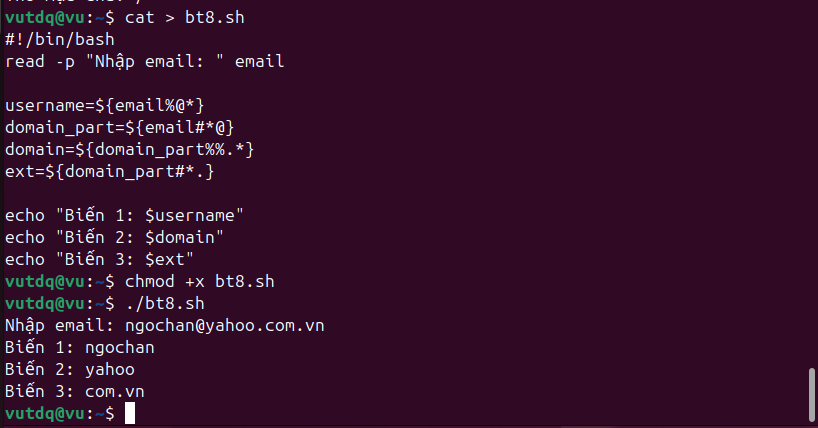 vutdq@vu:~$ cat > bt8.sh
#!/bin/bash
read -p "Nhập email: " email

username=${email%@*}
domain_part=${email#*@}
domain=${domain_part%%.*}
ext=${domain_part#*.}

echo "Biến 1: $username"
echo "Biến 2: $domain"
echo "Biến 3: $ext"
vutdq@vu:~$ chmod +x bt8.sh
vutdq@vu:~$ ./bt8.sh
Nhập email: ngochan@yahoo.com.vn
Biến 1: ngochan
Biến 2: yahoo
Biến 3: com.vn
vutdq@vu:~$